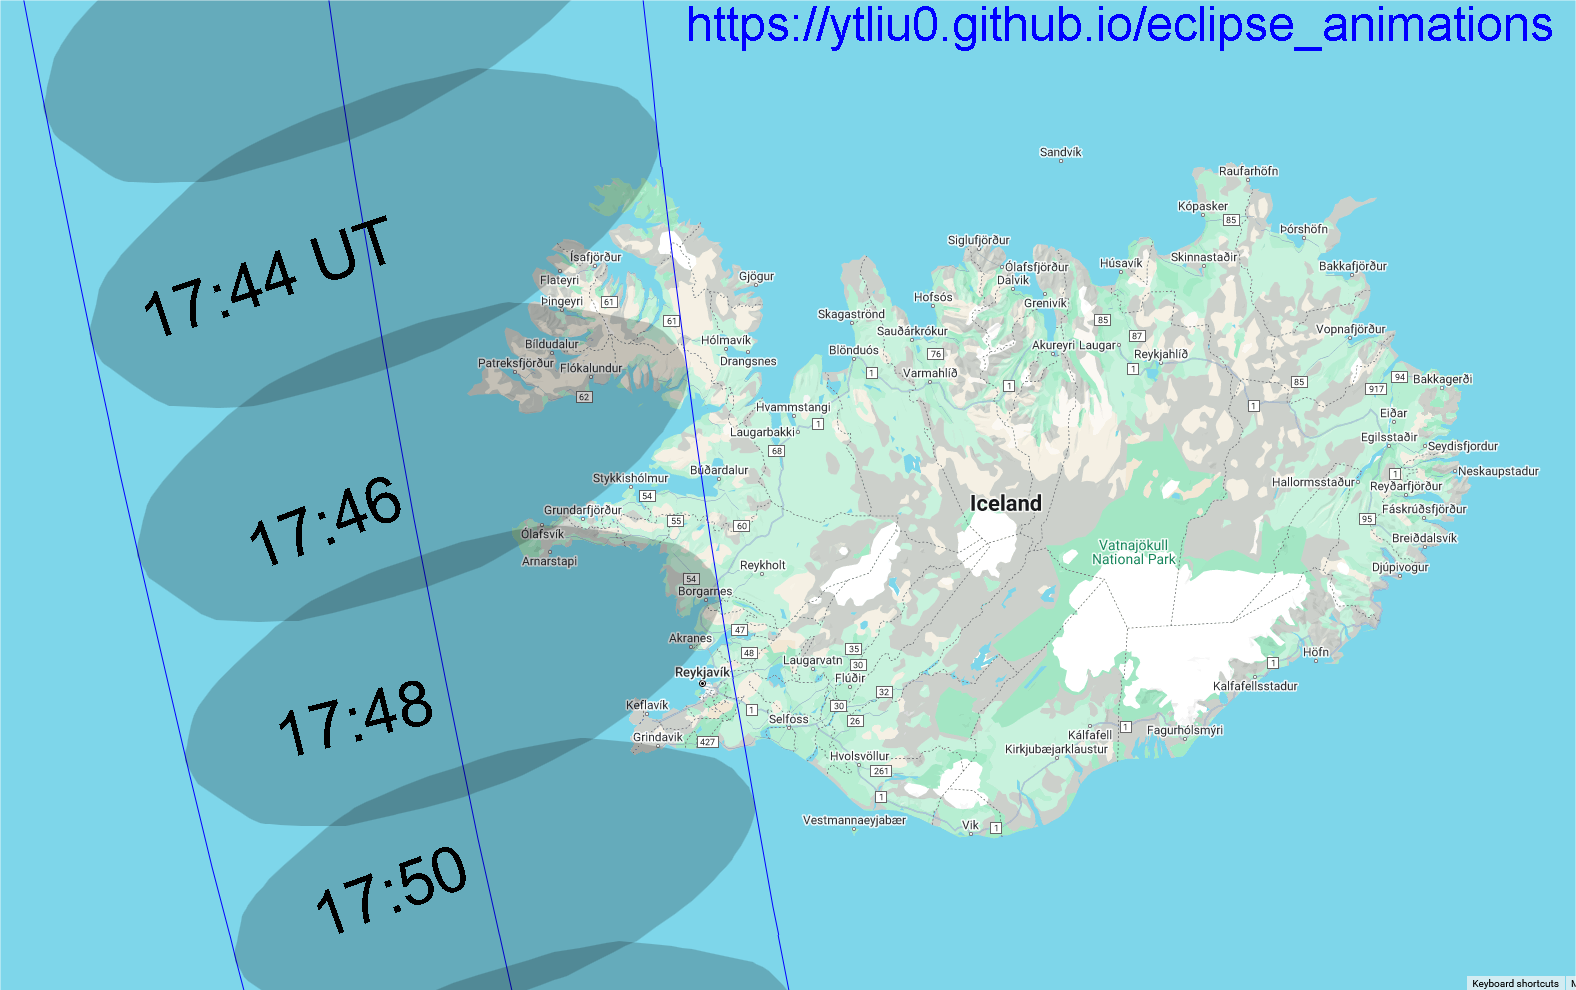 https://ytliu0.github.io/eclipse_animations
Sandvík
Raufarhöfn
Kópasker
85
Þórshöfn
17:44 UT
Siglufjörður
Ísafjörður
Ólafsfjörður
Húsavík
Skinnastaðir
Bakkafjörður
Flateyri
Gjögur
Dalvík
Þingeyri
61
Hofsós
Grenivík
Skagaströnd
61
85
Sauðárkrókur
87
Vopnafjörður
Bíldudalur
Hólmavík
Blönduós
76
Akureyri
Laugar
Reykjahlíð
Patreksfjörður
Flókalundur
Drangsnes
1
Varmahlíð
1
1
85
917
94
Bakkagerði
62
Hvammstangi
1
1
Eiðar
Laugarbakki
68
Egilsstaðir
Seydisfjordur
Búðardalur
1
Neskaupstadur
Stykkishólmur
54
Hallormsstaður
Reyðarfjörður
17:46
Iceland
Grundarfjörður
55
60
95
Fáskrúðsfjörður
Ólafsvík
Breiðdalsvík
Arnarstapi
Reykholt
Vatnajökull
National Park
Djúpivogur
54
Borgarnes
47
Akranes
48
35
Laugarvatn
30
Höfn
Reykjavík
Flúðir
1
17:48
32
Kalfafellsstadur
Keflavík
1
30
Selfoss
26
Kálfafell
1
Fagurhólsmýri
Grindavik
427
Kirkjubæjarklaustur
Hvolsvöllur
261
1
Vestmannaeyjabær
Vik
1
17:50
Keyboard shortcuts
M